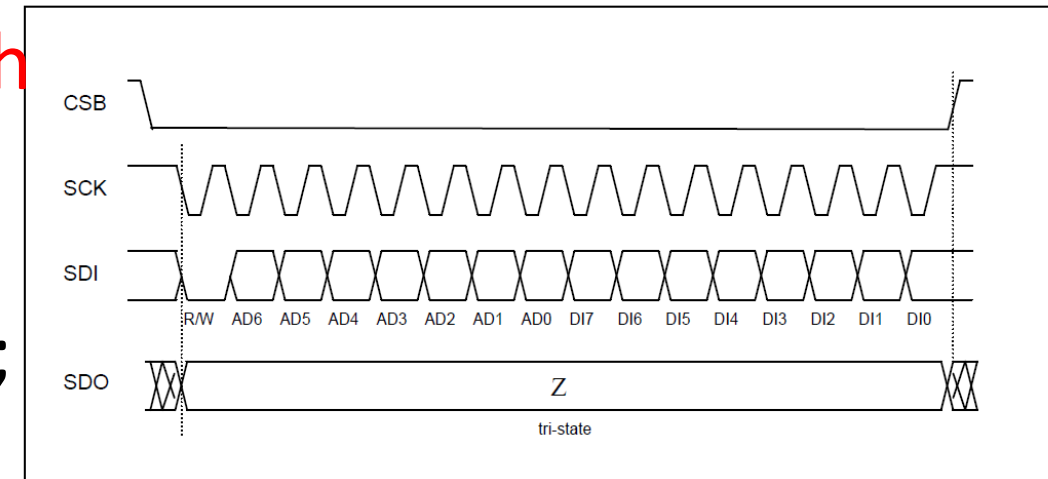 h
CSB
SCK
SDI
R/W AD6 AD5 AD4 AD3 AD2 AD1 AD0 DI7 DI6 DI5 DI4 DI3 DI2 DI1 DI0
;
SDO
Z
tri-state